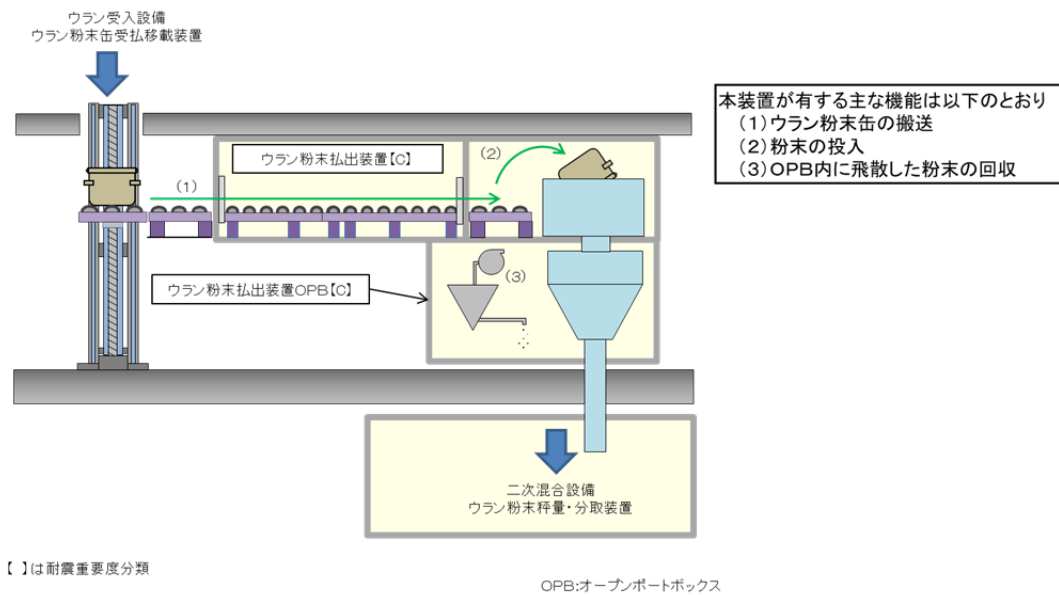 ウラン受入設備
ウラン粉末缶受払移載装置
本装置が有する主な機能は以下のとおり
(1)ウラン粉末缶の搬送
(2)粉末の投入
(3)OPB内に飛散した粉末の回収
ウラン粉末払出装置【C】
(1)
(2)
ウラン粉末払出装置OPB【C】
(3)
二次混合設備
ウラン粉末秤量・分取装置
【 】は耐震重要度分類
OPB:オープンポートボックス